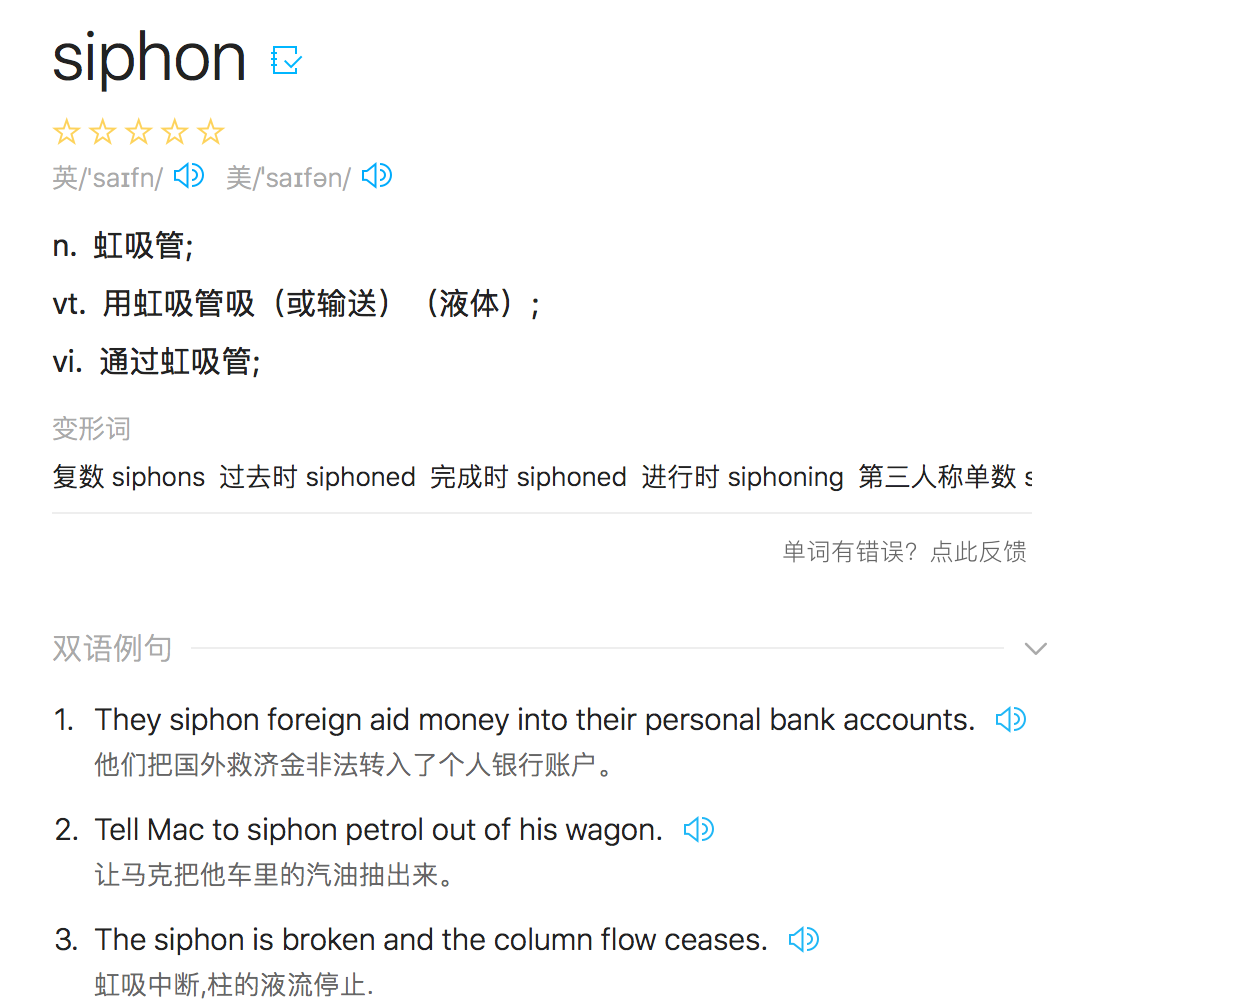 siphon
英/'saɪfn/ 美/'saɪfən/
n. 虹吸管;
vt. 用虹吸管吸（或输送）（液体）;
vi. 通过虹吸管;
变形词
复数 siphons 过去时 siphoned 完成时 siphoned 进行时 siphoning 第三人称单数 s
单词有错误？点此反馈
双语例句
1. They siphon foreign aid money into their personal bank accounts.
他们把国外救济金非法转入了个人银行账户。
2. Tell Mac to siphon petrol out of his wagon.
让马克把他车里的汽油抽出来。
3. The siphon is broken and the column flow ceases.
虹吸中断,柱的液流停止.